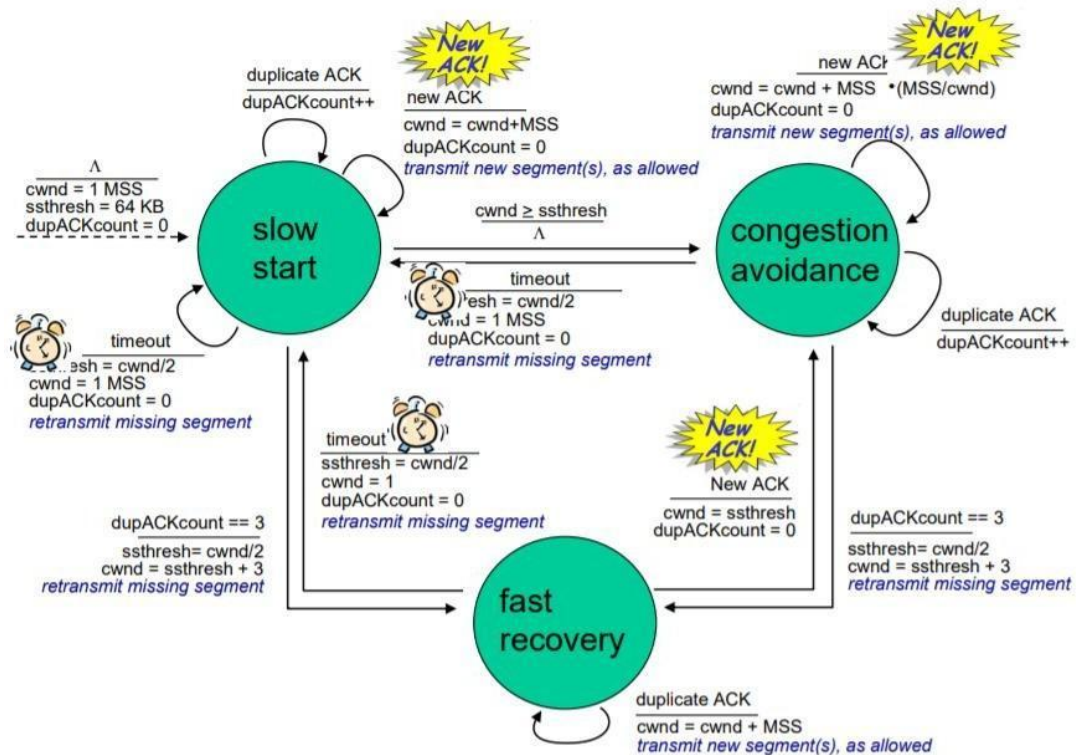 New
ACK!
duplicate ACK
dupACKcount++
new ACK
cwnd = cwnd+MSS
dupACKcount = 0
transmit new segment(s), as allowed
New
ACK!
new
cwnd = cwnd + MSS •(MSS/cwnd)
dupACKcount = 0
transmit new segment(s), as allowed
Λ
cwnd = 1 MSS
ssthresh = 64 KB
dupACKcount = 0
slow
start
cwnd ≥ ssthresh
Λ
congestion
avoidance
timeout
= cwnd/2
cwnd = 1 MSS
dupACKcount = 0
retransmit missing segment
duplicate ACK
dupACKcount++
timeout
= cwnd/2
cwnd = 1 MSS
dupACKcount = 0
retransmit missing segment
timeout
ssthresh = cwnd/2
cwnd = 1
dupACKcount = 0
retransmit missing segment
New
ACK!
New ACK
cwnd = ssthresh
dupACKcount = 0
dupACKcount == 3
ssthresh= cwnd/2
cwnd = ssthresh + 3
retransmit missing segment
dupACKcount == 3
ssthresh= cwnd/2
cwnd = ssthresh + 3
retransmit missing segment
fast
recovery
duplicate ACK
cwnd = cwnd + MSS
transmit new segment(s), as allowed